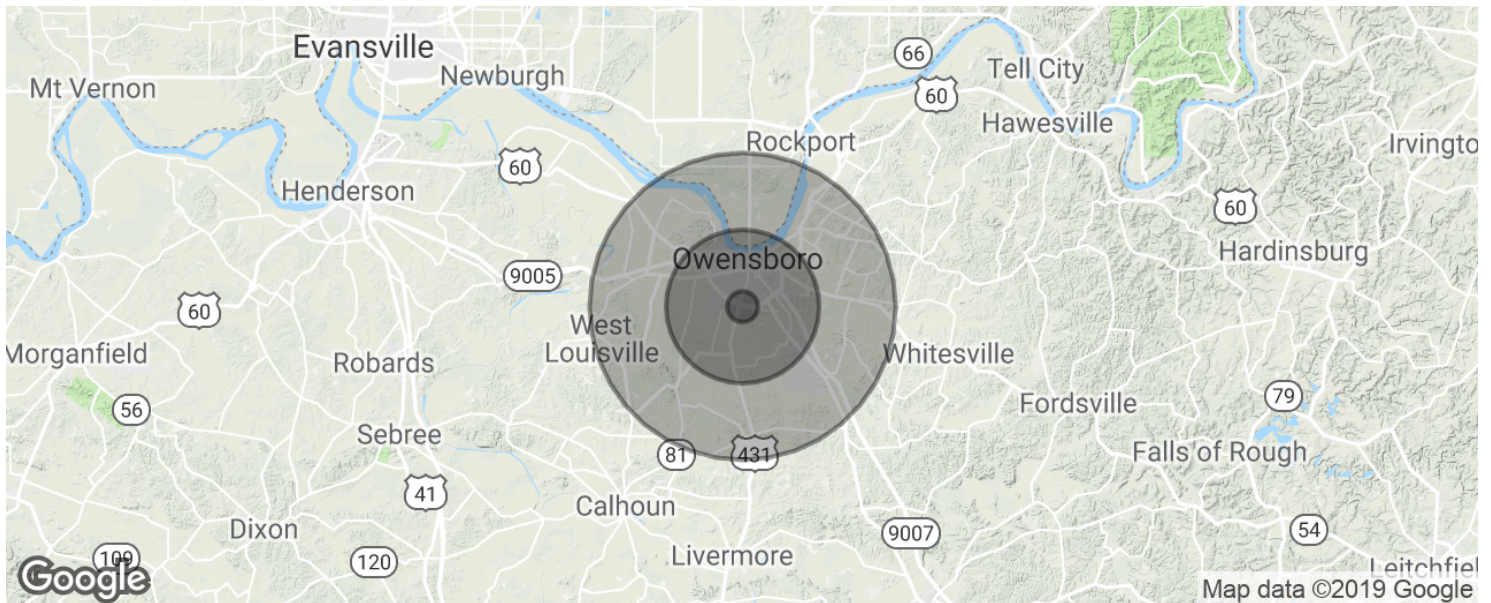 Evansville
66
Tell City
Newburgh
Mt Vernon
60
Hawesville
Rockport
Irvingto
60
Henderson
60
Hardinsburg
Owensboro
9005
60
West
Louisville
Morganfield
Robards
Whitesville
79
56
Fordsville
Sebree
81
431
Falls of Rough
41
Calhoun
Dixon
9007
54
Livermore
109
120
Leitchfiel
Google
Map data ©2019 Google